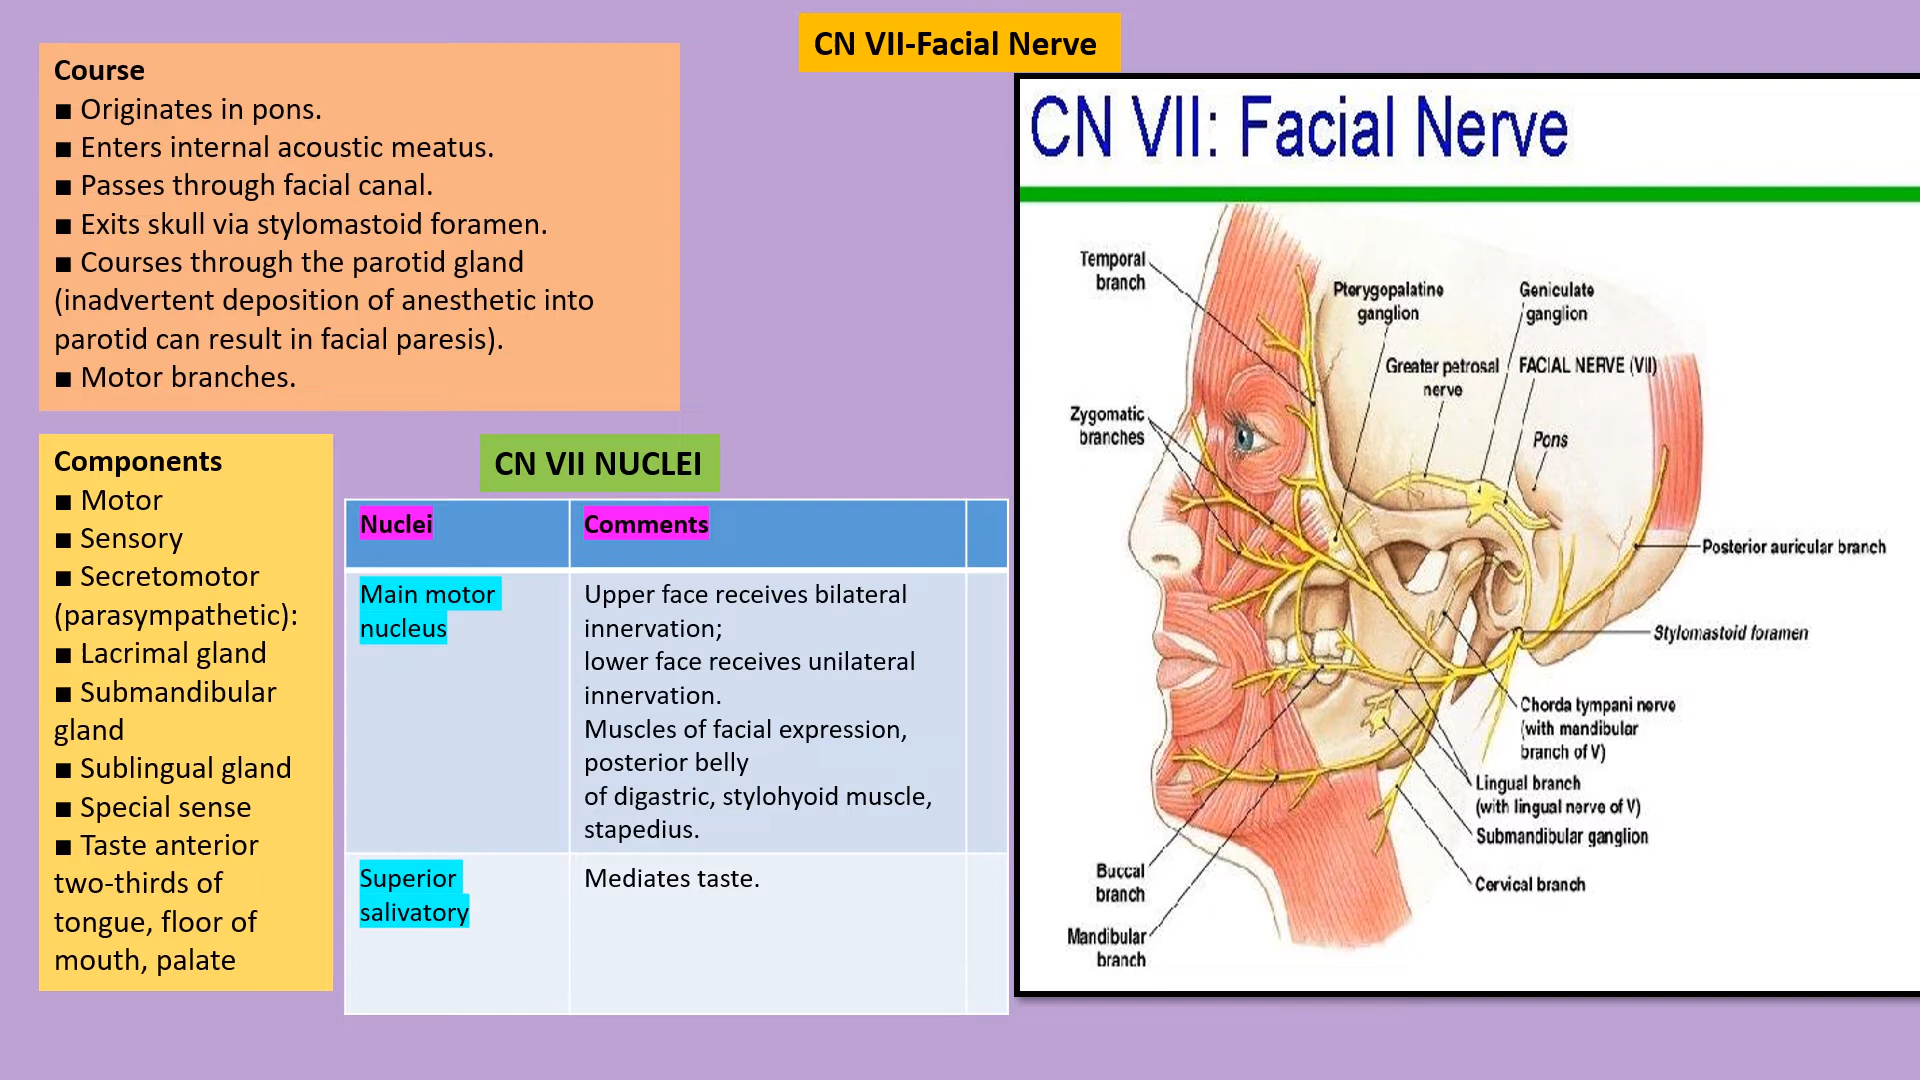 CN VII-Facial Nerve
Course
■ Originates in pons.
■ Enters internal acoustic meatus.
■ Passes through facial canal.
■ Exits skull via stylomastoid foramen.
■ Courses through the parotid gland
(inadvertent deposition of anesthetic into
parotid can result in facial paresis).
■ Motor branches.
Components
■ Motor
■ Sensory
■ Secretomotor
(parasympathetic):
■ Lacrimal gland
■ Submandibular
gland
■ Sublingual gland
■ Special sense
■ Taste anterior
two-thirds of
tongue, floor of
mouth, palate
CN VII NUCLEI
Nuclei
Comments
Main motor
nucleus
Upper face receives bilateral
innervation;
lower face receives unilateral
innervation.
Muscles of facial expression,
posterior belly
of digastric, stylohyoid muscle,
stapedius.
Superior
salivatory
Mediates taste.
CN VII: Facial Nerve
Temporal
branch
Pterygopalatine
ganglion
Geniculate
ganglion
Greater petrosal
nerve
FACIAL NERVE (VII)
Zygomatic
branches
Pons
Posterior auricular branch
Stylomastoid foramen
Chorda tympani nerve
(with mandibular
branch of V)
Lingual branch
(with lingual nerve of V)
Submandibular ganglion
Buccal
branch
Cervical branch
Mandibular
branch